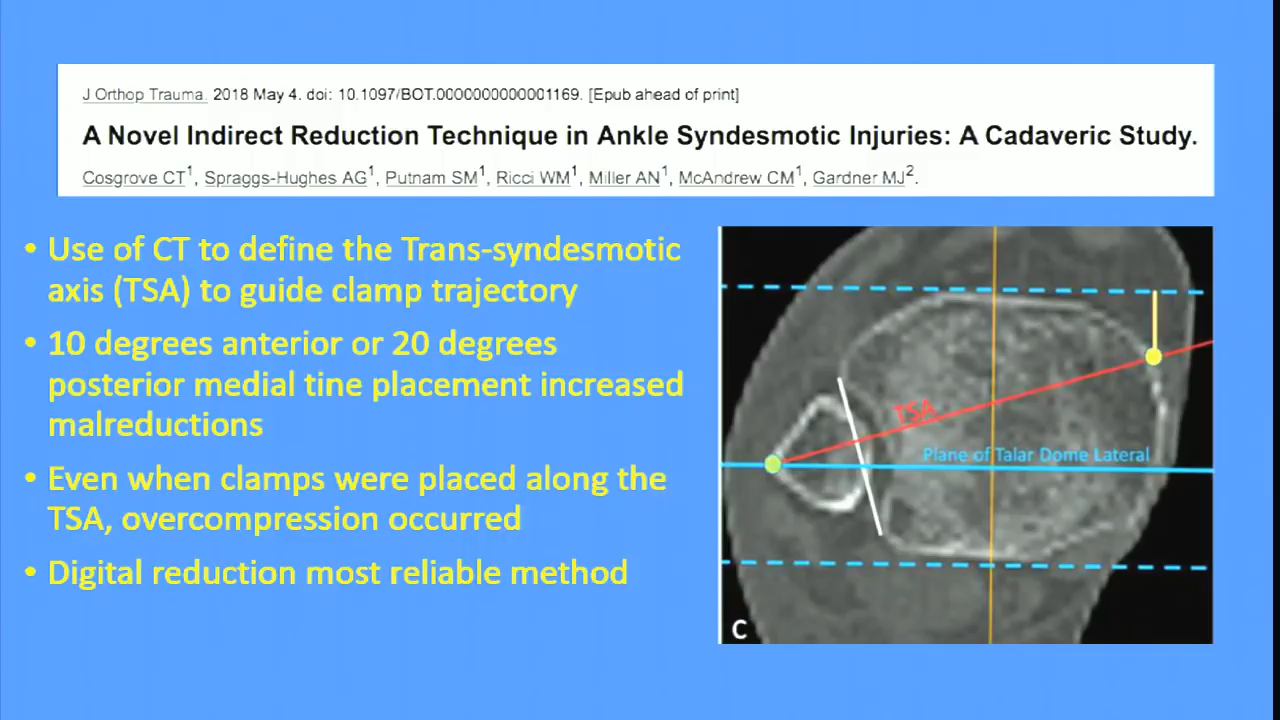 J Orthop Trauma. 2018 May 4. doi: 10.1097/BOT.0000000000001169. [Epub ahead of print]
A Novel Indirect Reduction Technique in Ankle Syndesmotic Injuries: A Cadaveric Study.
Cosgrove CT1, Spraggs-Hughes AG1, Putnam SM1, Ricci WM1, Miller AN1, McAndrew CM1, Gardner MJ2.
• Use of CT to define the Trans-syndesmotic
axis (TSA) to guide clamp trajectory
• 10 degrees anterior or 20 degrees
posterior medial tine placement increased
malreductions
• Even when clamps were placed along the
TSA, overcompression occurred
• Digital reduction most reliable method
TSA
Plane of Talar Dome Lateral
C